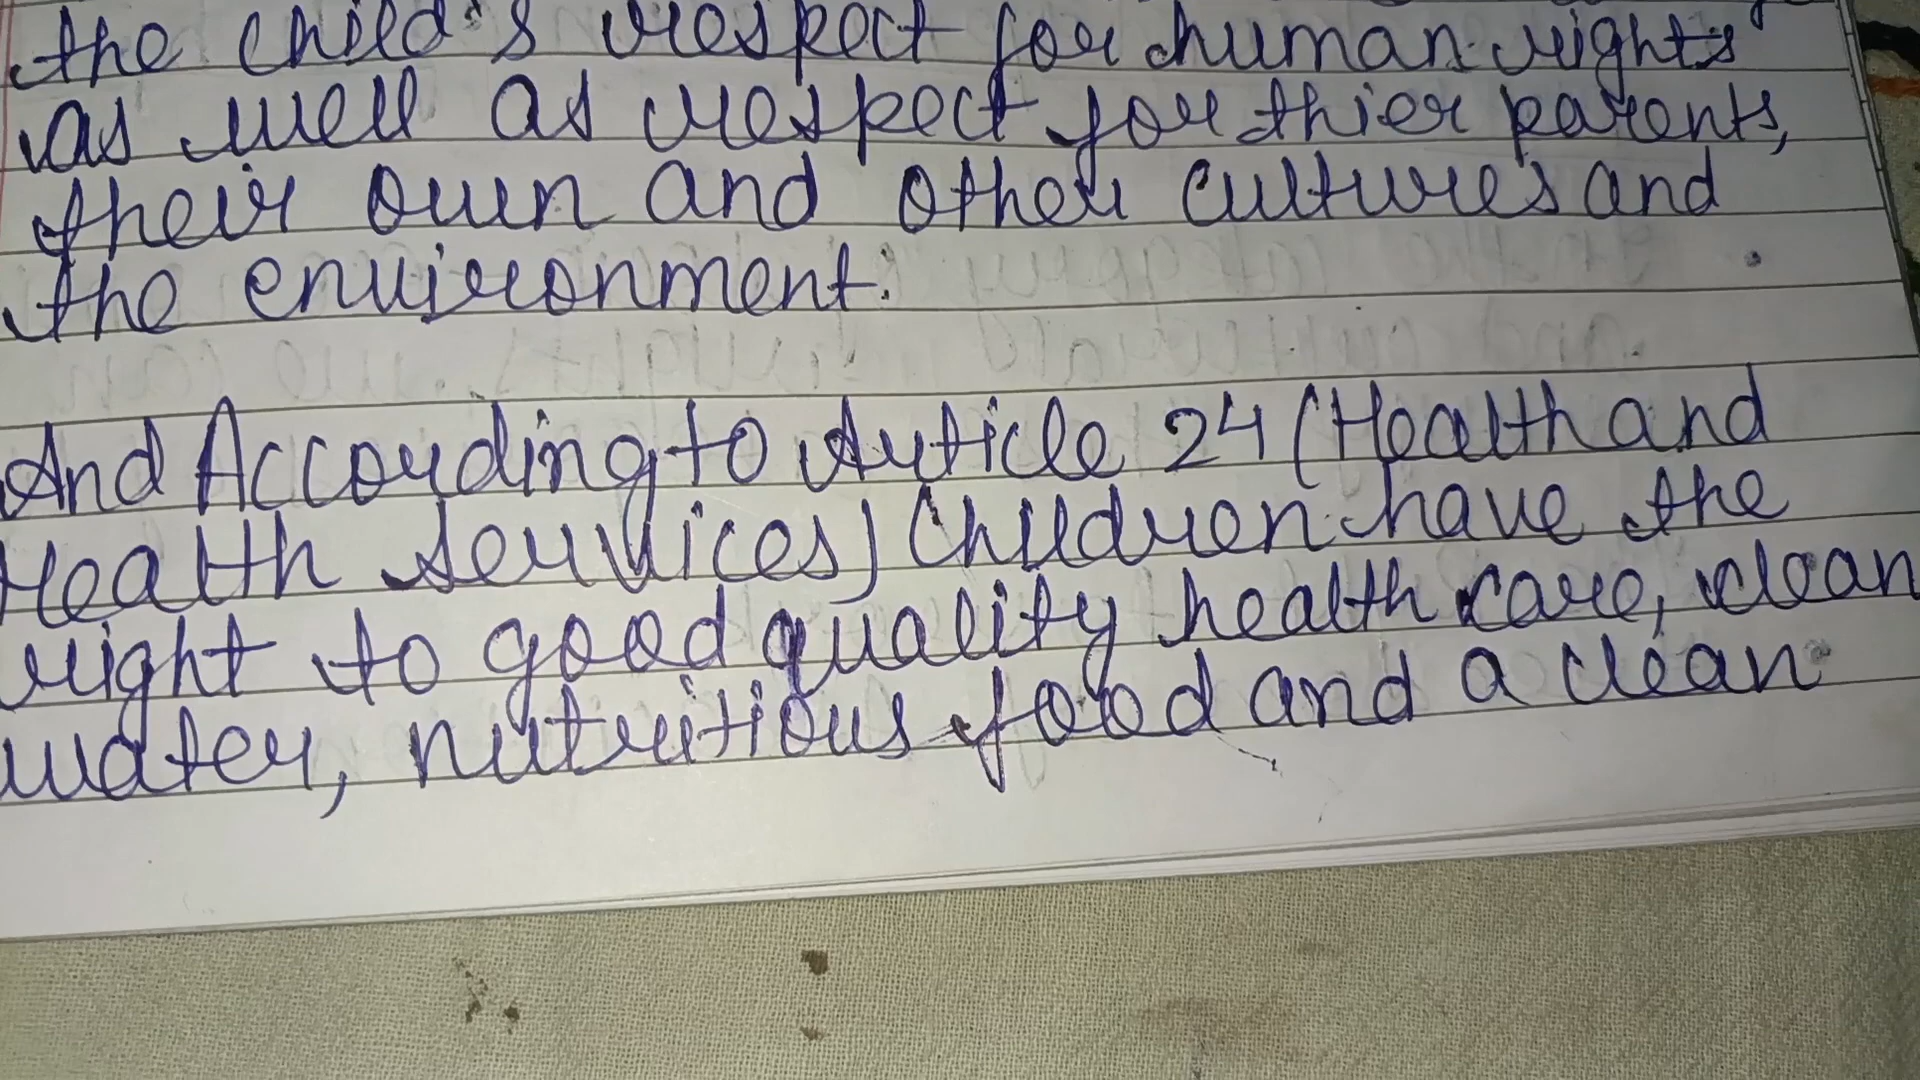 the child's respect for human rights
as well as respect for thier parents,
their own and other cultures and
the environment.
And According to Article 24 (Health and
Health Services) Children have the
right to good quality health care, clean
water, nutritious food and a clean